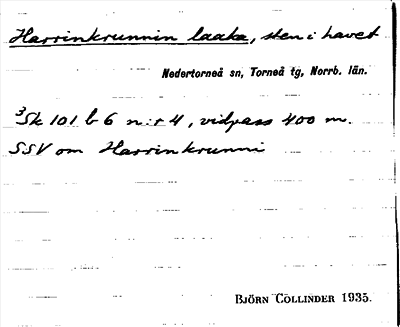 Harrinkrunnin laaka, sten i havet
Nedertorneå sn, Torneå tg, Norrb. län.
3Sk 101 b 6 n:r 4, vidpass 400 m.
SSV om Harrinkrunni
BJÖRN COLLINDER 1935.